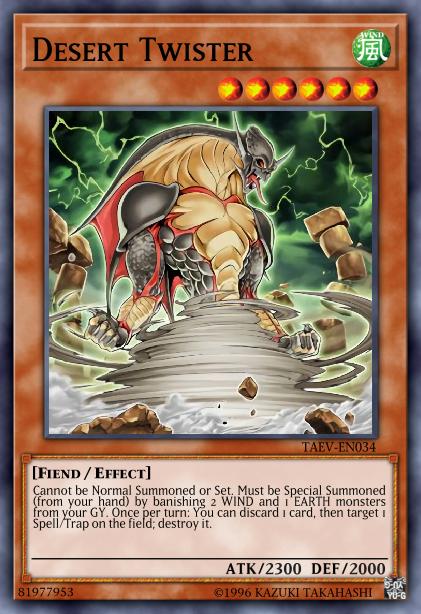 DESERT TWISTER
WIND
風
TAEV-EN034
[FIEND / EFFECT]
Cannot be Normal Summoned or Set. Must be Special Summoned
(from your hand) by banishing 2 WIND and 1 EARTH monsters
from your GY. Once per turn: You can discard 1 card, then target 1
Spell/Trap on the field; destroy it.
ATK/2300 DEF/2000
81977953
©1996 KAZUKI TAKAHASHI